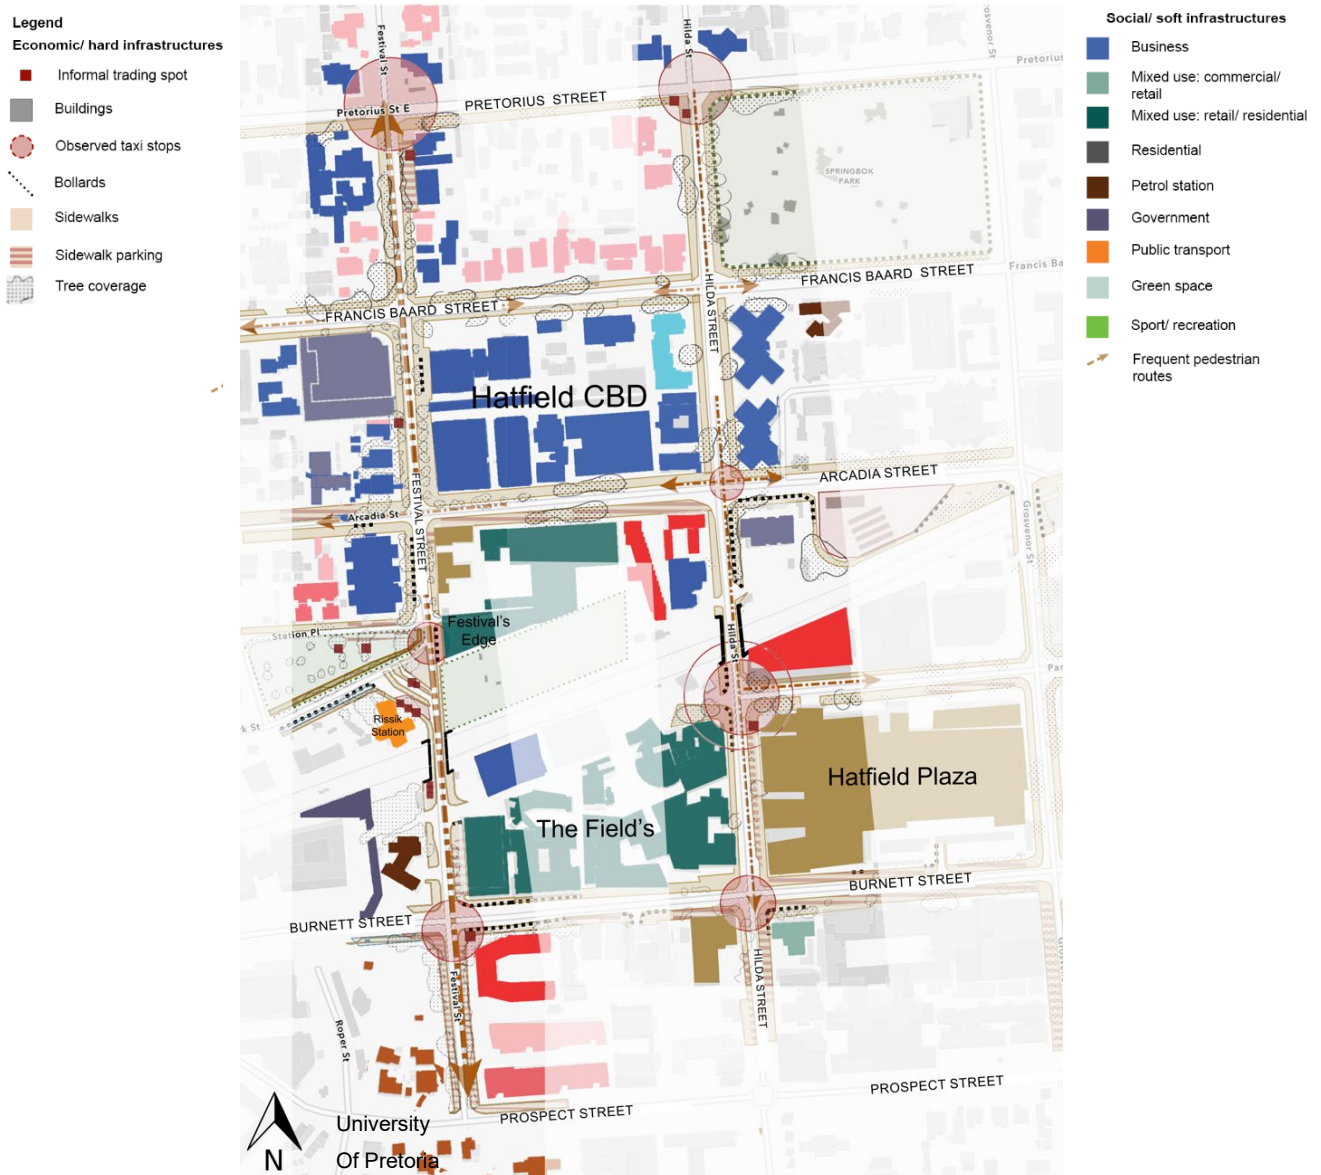 Legend
Economic/ hard infrastructures
Informal trading spot
Buildings
Observed taxi stops
Bollards
Sidewalks
Sidewalk parking
Tree coverage
Social/ soft infrastructures
Business
Mixed use: commercial/
retail
Mixed use: retail/ residential
Residential
Petrol station
Government
Public transport
Green space
Sport/ recreation
Frequent pedestrian
routes
Festival St
Hilda St
Grosvenor St
Pretorius
Pretorius St E
PRETORIUS STREET
SPRINGBOK
PARK
FRANCIS BAARD STREET
Francis Ba
FRANCIS BAARD STREET
HILDA STREET
Hatfield CBD
ARCADIA STREET
FESTIVAL STREET
Arcadia St
Grosvenor St
Station Pl
Festival's
Edge
Hilda St
Par
k St
Rissik
Station
Hatfield Plaza
The Field's
BURNETT STREET
BURNETT STREET
Festival St
HILDA STREET
Roper St
PROSPECT STREET
PROSPECT STREET
University
Of Pretoria
N